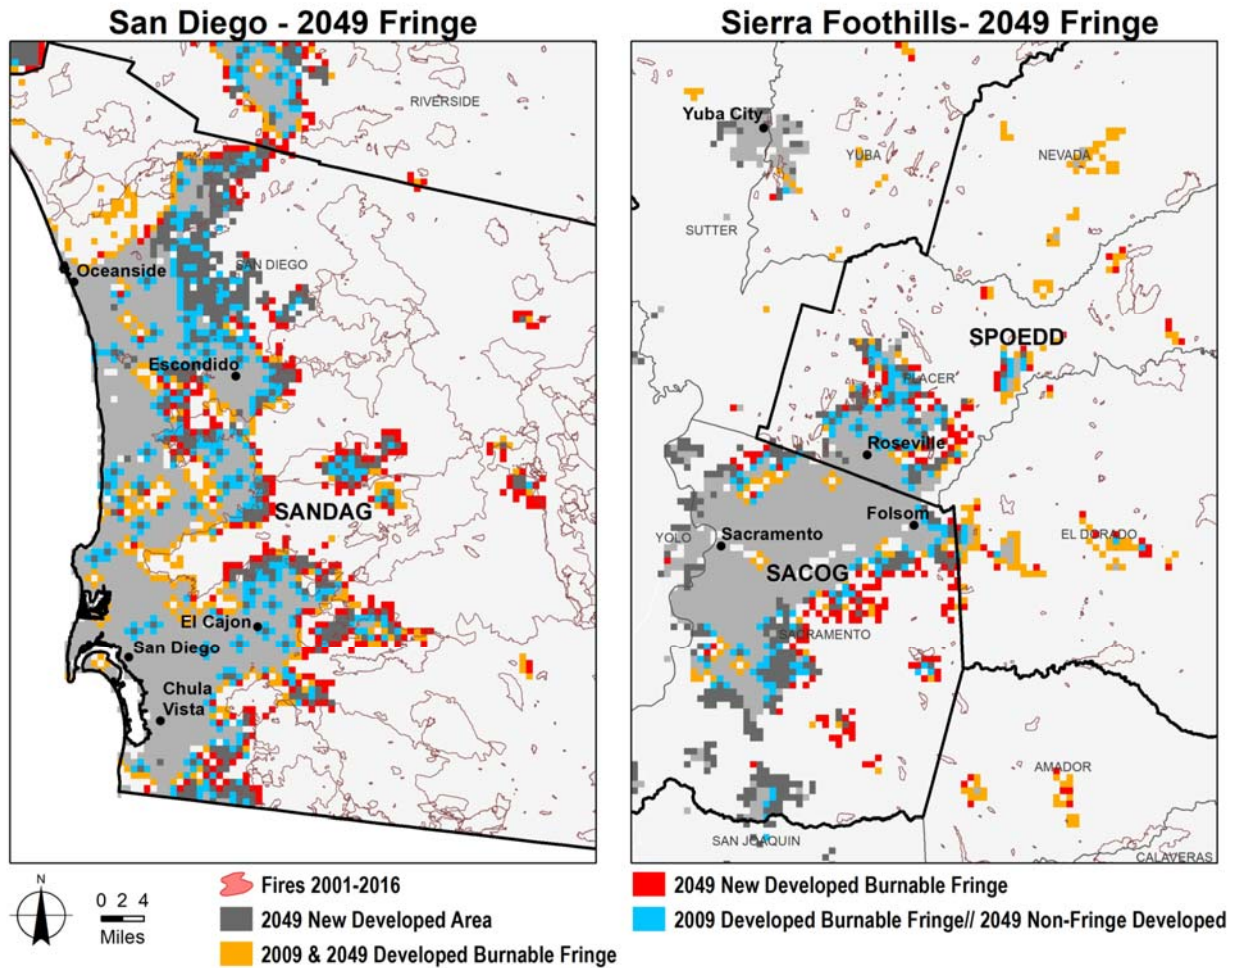 San Diego - 2049 Fringe
RIVERSIDE
Oceanside
SAN DIEGO
Escondido
SANDAG
El Cajon
San Diego
Chula
Vista
Sierra Foothills- 2049 Fringe
Yuba City
YUBA
NEVADA
SUTTER
SPOEDD
PLACER
Roseville
Folsom
YOLO
Sacramento
EL DORADO
SACOG
SACRAMENTO
AMADOR
SAN JOAQUIN
CALAVERAS
N
0 2 4
Miles
Fires 2001-2016
2049 New Developed Area
2009 & 2049 Developed Burnable Fringe
2049 New Developed Burnable Fringe
2009 Developed Burnable Fringe// 2049 Non-Fringe Developed